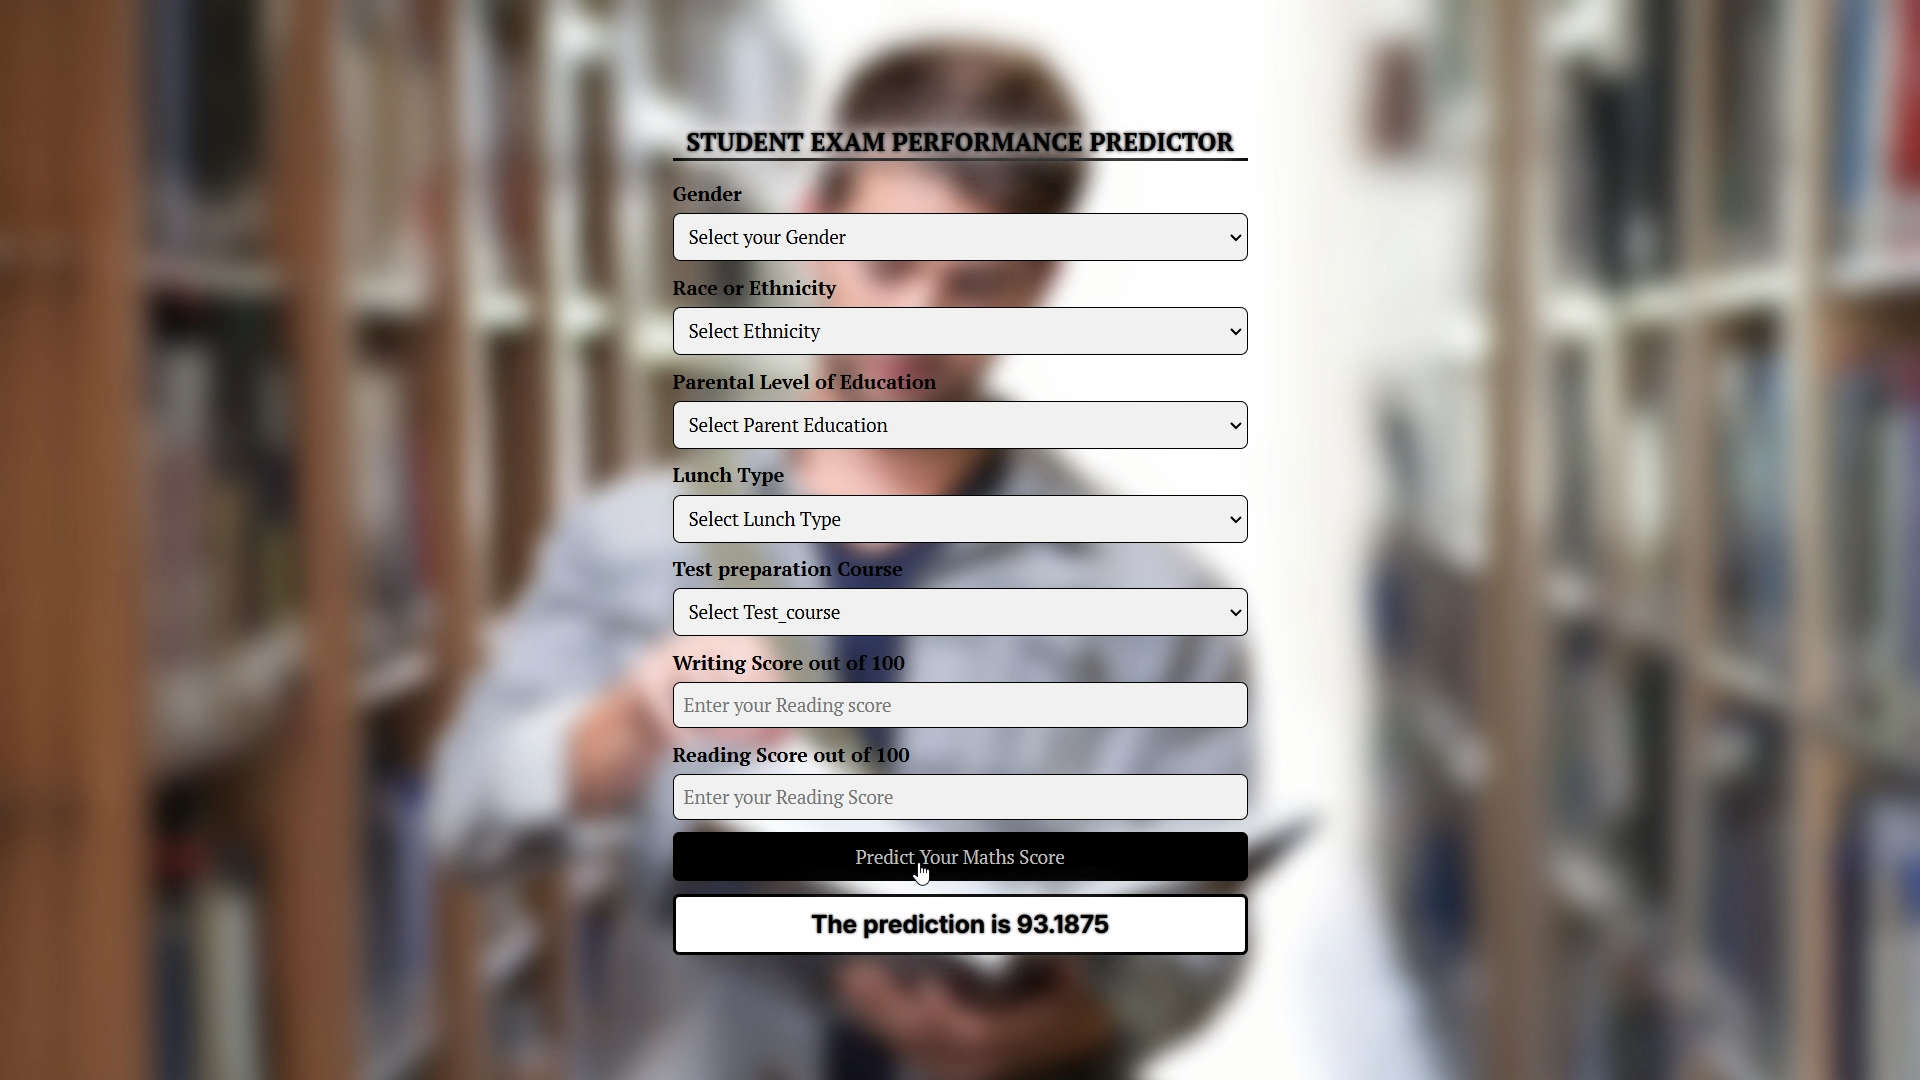 STUDENT EXAM PERFORMANCE PREDICTOR
Gender
Select your Gender
Race or Ethnicity
Select Ethnicity
Parental Level of Education
Select Parent Education
Lunch Type
Select Lunch Type
Test preparation Course
Select Test_course
Writing Score out of 100
Enter your Reading score
Reading Score out of 100
Enter your Reading Score
Predict Your Maths Score
The prediction is 93.1875